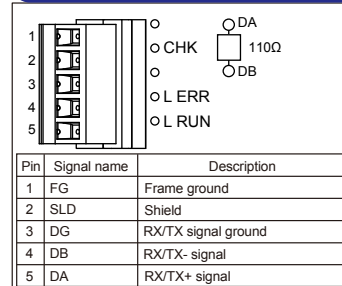 DA
1
CHK
110Ω
2
3
DB
4
L ERR
5
L RUN
Pin Signal name Description
1 FG Frame ground
2 SLD Shield
3 DG RX/TX signal ground
4 DB RX/TX- signal
5 DA RX/TX+ signal